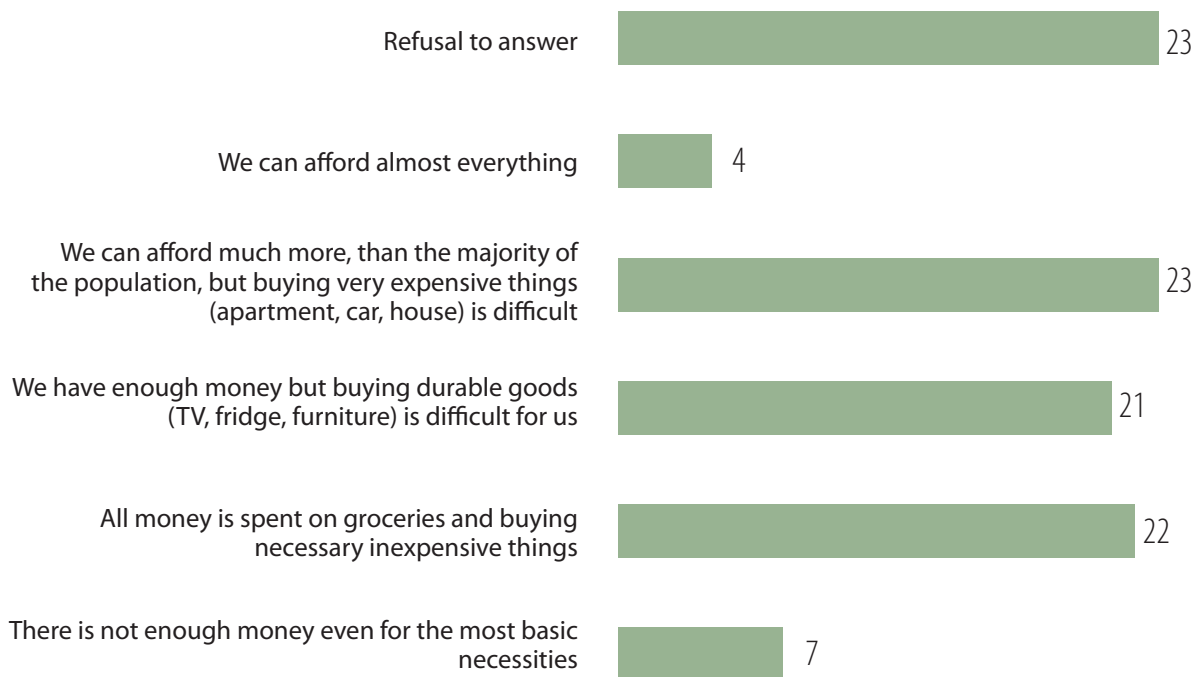 Refusal to answer
23
We can afford almost everything
4
We can afford much more, than the majority of
the population, but buying very expensive things
(apartment, car, house) is difficult
23
We have enough money but buying durable goods
(TV, fridge, furniture) is difficult for us
21
All money is spent on groceries and buying
necessary inexpensive things
22
There is not enough money even for the most basic
necessities
7